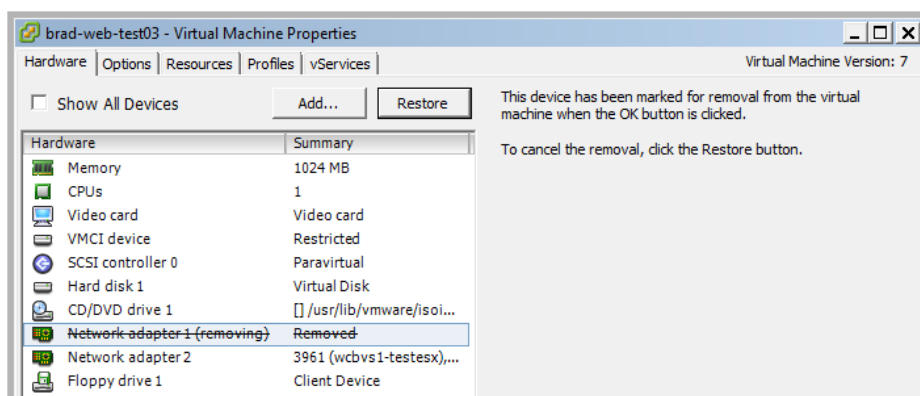 brad-web-test03 - Virtual Machine Properties
Hardware Options Resources Profiles vServices Virtual Machine Version: 7
Show All Devices Add... Restore
This device has been marked for removal from the virtual
machine when the OK button is clicked.
To cancel the removal, click the Restore button.
Hardware Summary
Memory 1024 MB
CPUs 1
Video card Video card
VMCI device Restricted
SCSI controller 0 Paravirtual
Hard disk 1 Virtual Disk
CD/DVD drive 1 [] /usr/lib/vmware/isoi...
Network adapter 1 (removing) Removed
Network adapter 2 3961 (wcbvs1-testesx),...
Floppy drive 1 Client Device